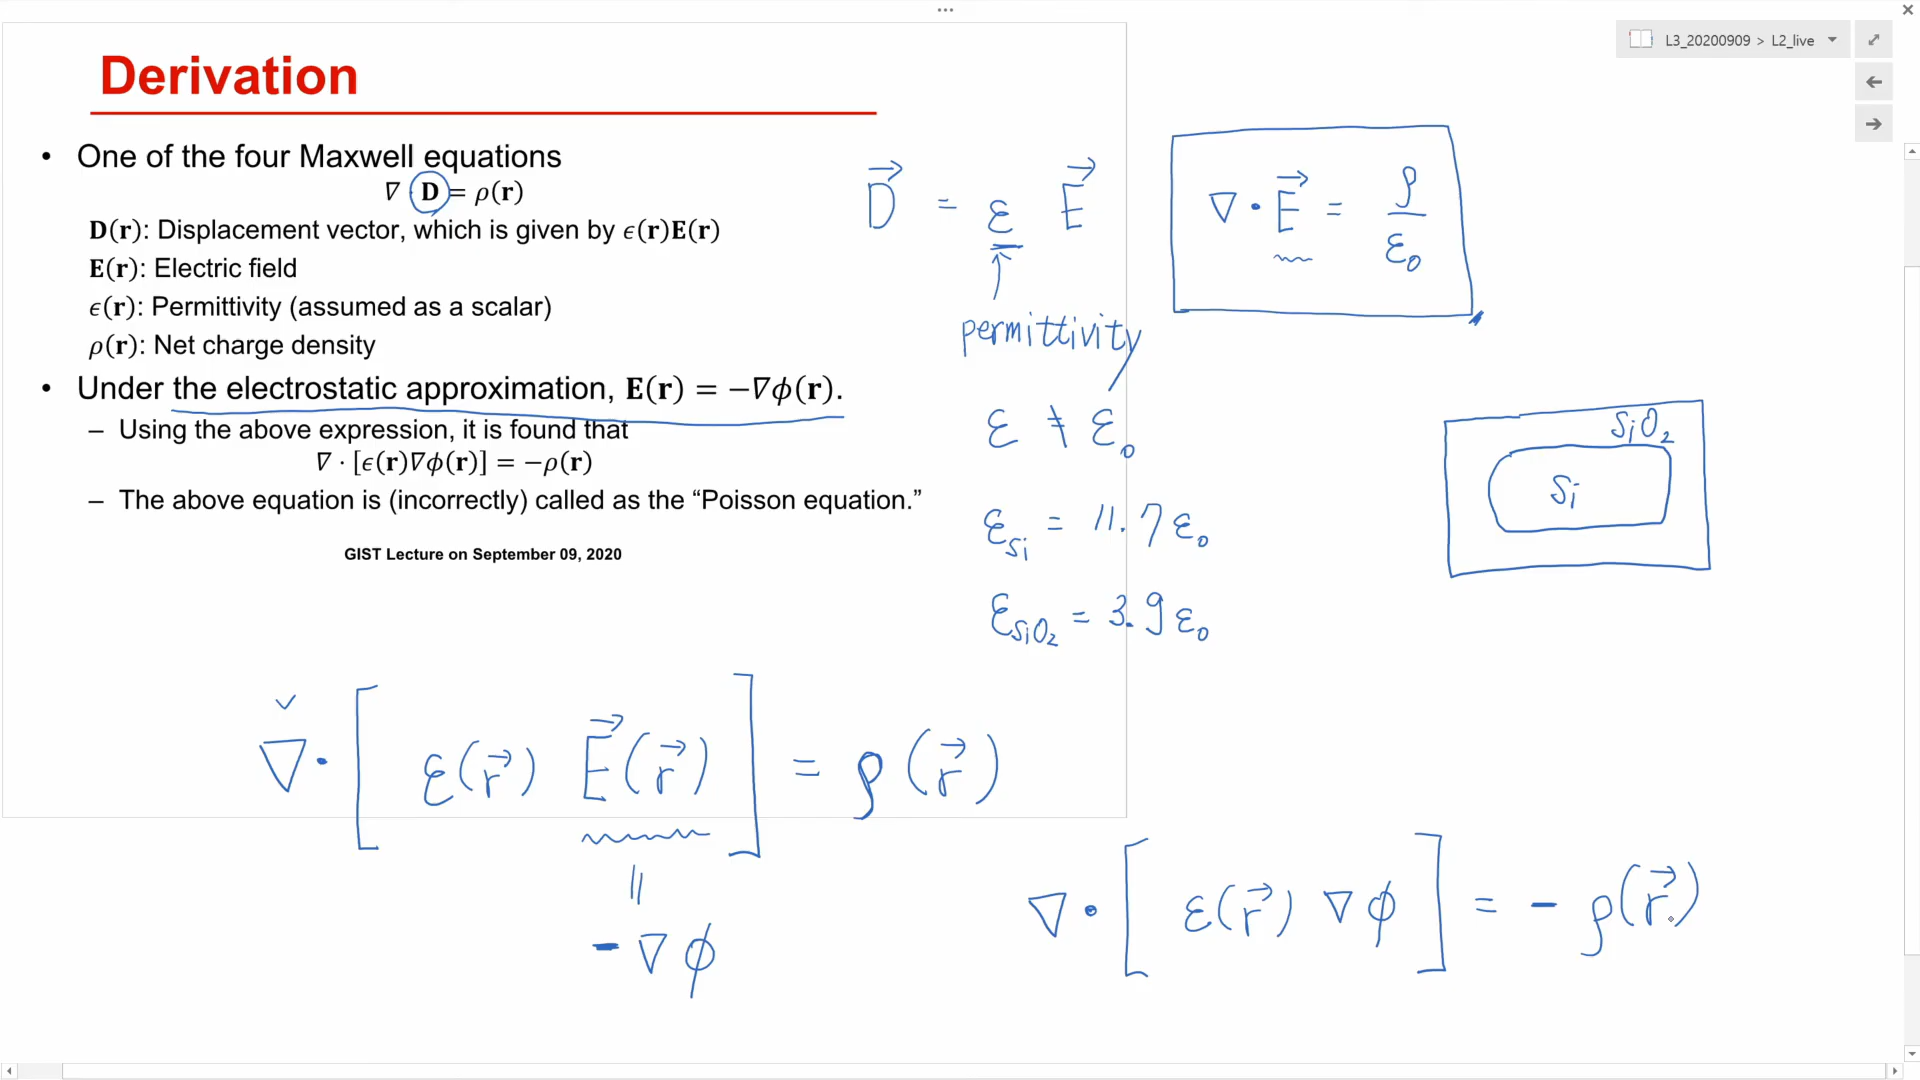 L3_20200909 > L2_live
Derivation
• One of the four Maxwell equations
∇ · 𝐃 = ρ(𝐫)
𝐃(𝐫): Displacement vector, which is given by ϵ(𝐫)𝐄(𝐫)
𝐄(𝐫): Electric field
ϵ(𝐫): Permittivity (assumed as a scalar)
ρ(𝐫): Net charge density
• Under the electrostatic approximation, 𝐄(𝐫) = −∇ϕ(𝐫).
– Using the above expression, it is found that
∇ · [ϵ(𝐫)∇ϕ(𝐫)] = −ρ(𝐫)
– The above equation is (incorrectly) called as the “Poisson equation.”
GIST Lecture on September 09, 2020
D⃗ = ε E⃗
permittivity
ε ≠ ε₀
ε_Si = 11.7 ε₀
ε_SiO₂ = 3.9 ε₀
∇ · E⃗ = ρ / ε₀
SiO₂
Si
∇ · [ ε(r⃗) E⃗(r⃗) ] = ρ(r⃗)
||
− ∇ϕ
∇ · [ ε(r⃗) ∇ϕ ] = − ρ(r⃗)